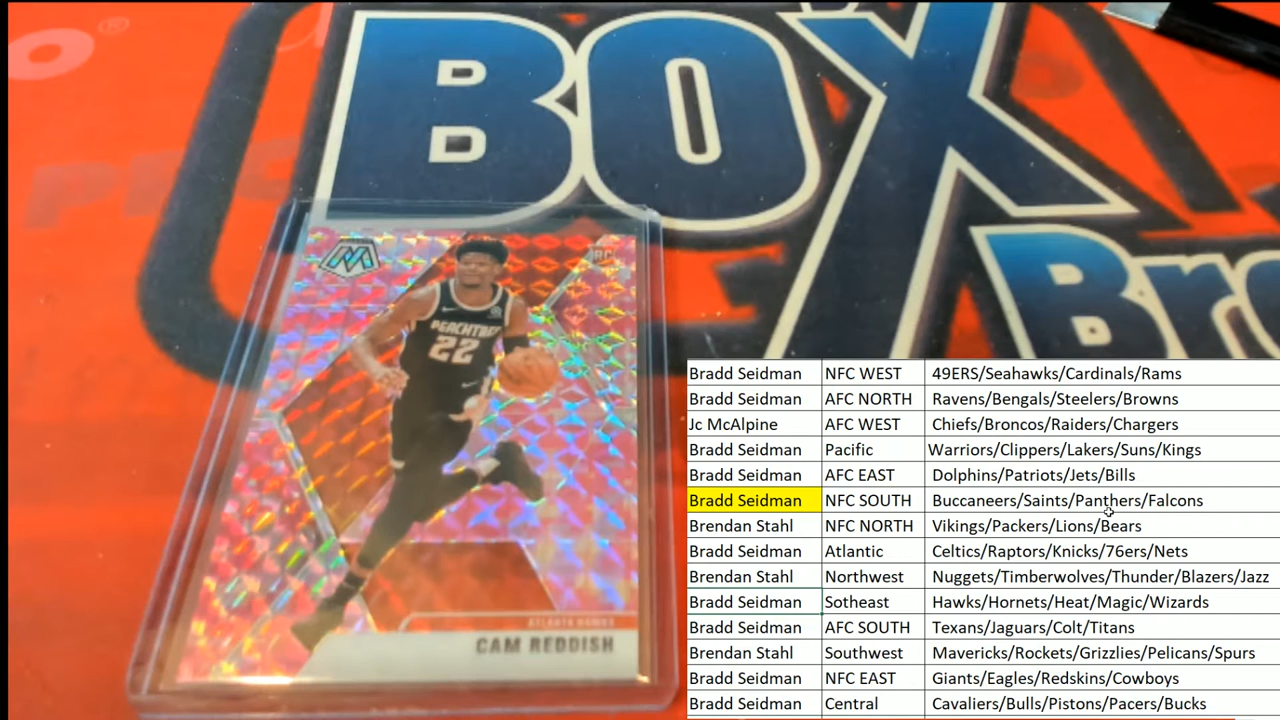 BOX
Bre
RC
PEACHTREE
22
ATLANTA HAWKS
CAM REDDISH
Bradd Seidman NFC WEST 49ERS/Seahawks/Cardinals/Rams
Bradd Seidman AFC NORTH Ravens/Bengals/Steelers/Browns
Jc McAlpine AFC WEST Chiefs/Broncos/Raiders/Chargers
Bradd Seidman Pacific Warriors/Clippers/Lakers/Suns/Kings
Bradd Seidman AFC EAST Dolphins/Patriots/Jets/Bills
Bradd Seidman NFC SOUTH Buccaneers/Saints/Panthers/Falcons
Brendan Stahl NFC NORTH Vikings/Packers/Lions/Bears
Bradd Seidman Atlantic Celtics/Raptors/Knicks/76ers/Nets
Brendan Stahl Northwest Nuggets/Timberwolves/Thunder/Blazers/Jazz
Bradd Seidman Sotheast Hawks/Hornets/Heat/Magic/Wizards
Bradd Seidman AFC SOUTH Texans/Jaguars/Colt/Titans
Brendan Stahl Southwest Mavericks/Rockets/Grizzlies/Pelicans/Spurs
Bradd Seidman NFC EAST Giants/Eagles/Redskins/Cowboys
Bradd Seidman Central Cavaliers/Bulls/Pistons/Pacers/Bucks